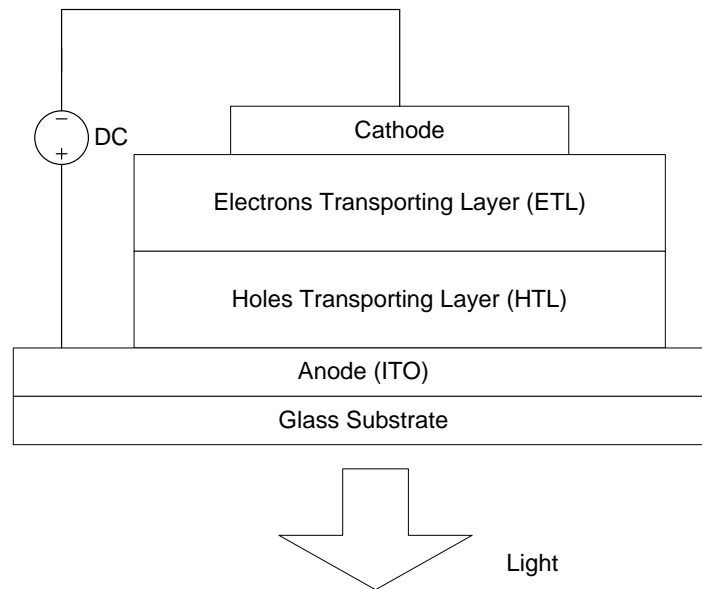 Cathode
−
DC
+
Electrons Transporting Layer (ETL)
Holes Transporting Layer (HTL)
Anode (ITO)
Glass Substrate
Light